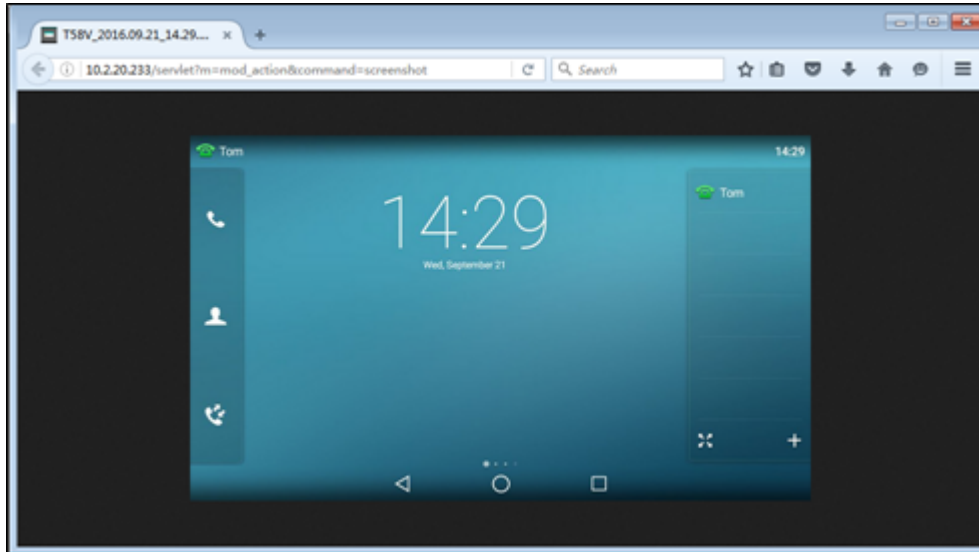 T58V_2016.09.21_14.29....
10.2.20.233/servlet?m=mod_action&command=screenshot
Search
Tom
14:29
14:29
Wed, September 21
Tom